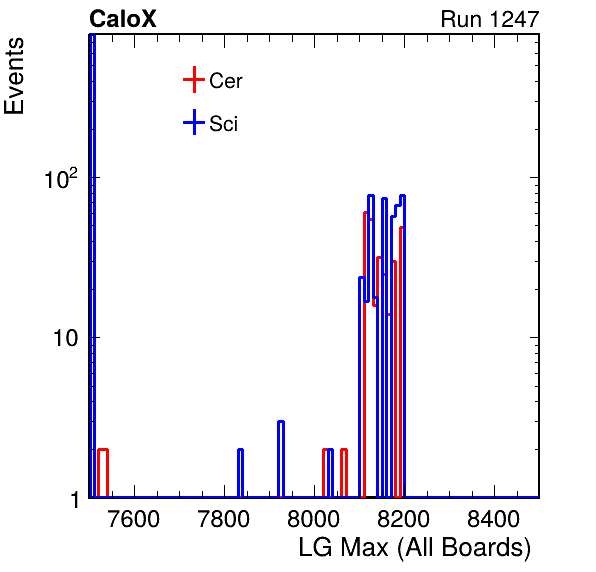 CaloX
Run 1247
Events
Cer
Sci
10²
10
1
7600 7800 8000 8200 8400
LG Max (All Boards)